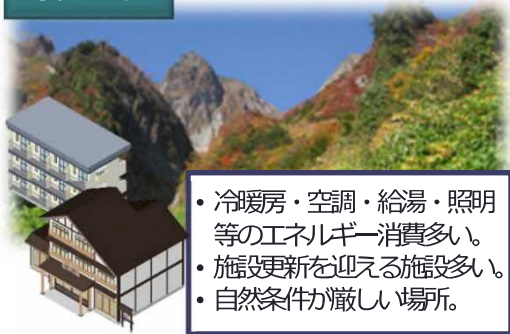 • 冷暖房・空調・給湯・照明
等のエネルギー消費多い。
• 施設更新を迎える施設多い。
• 自然条件が厳しい場所。